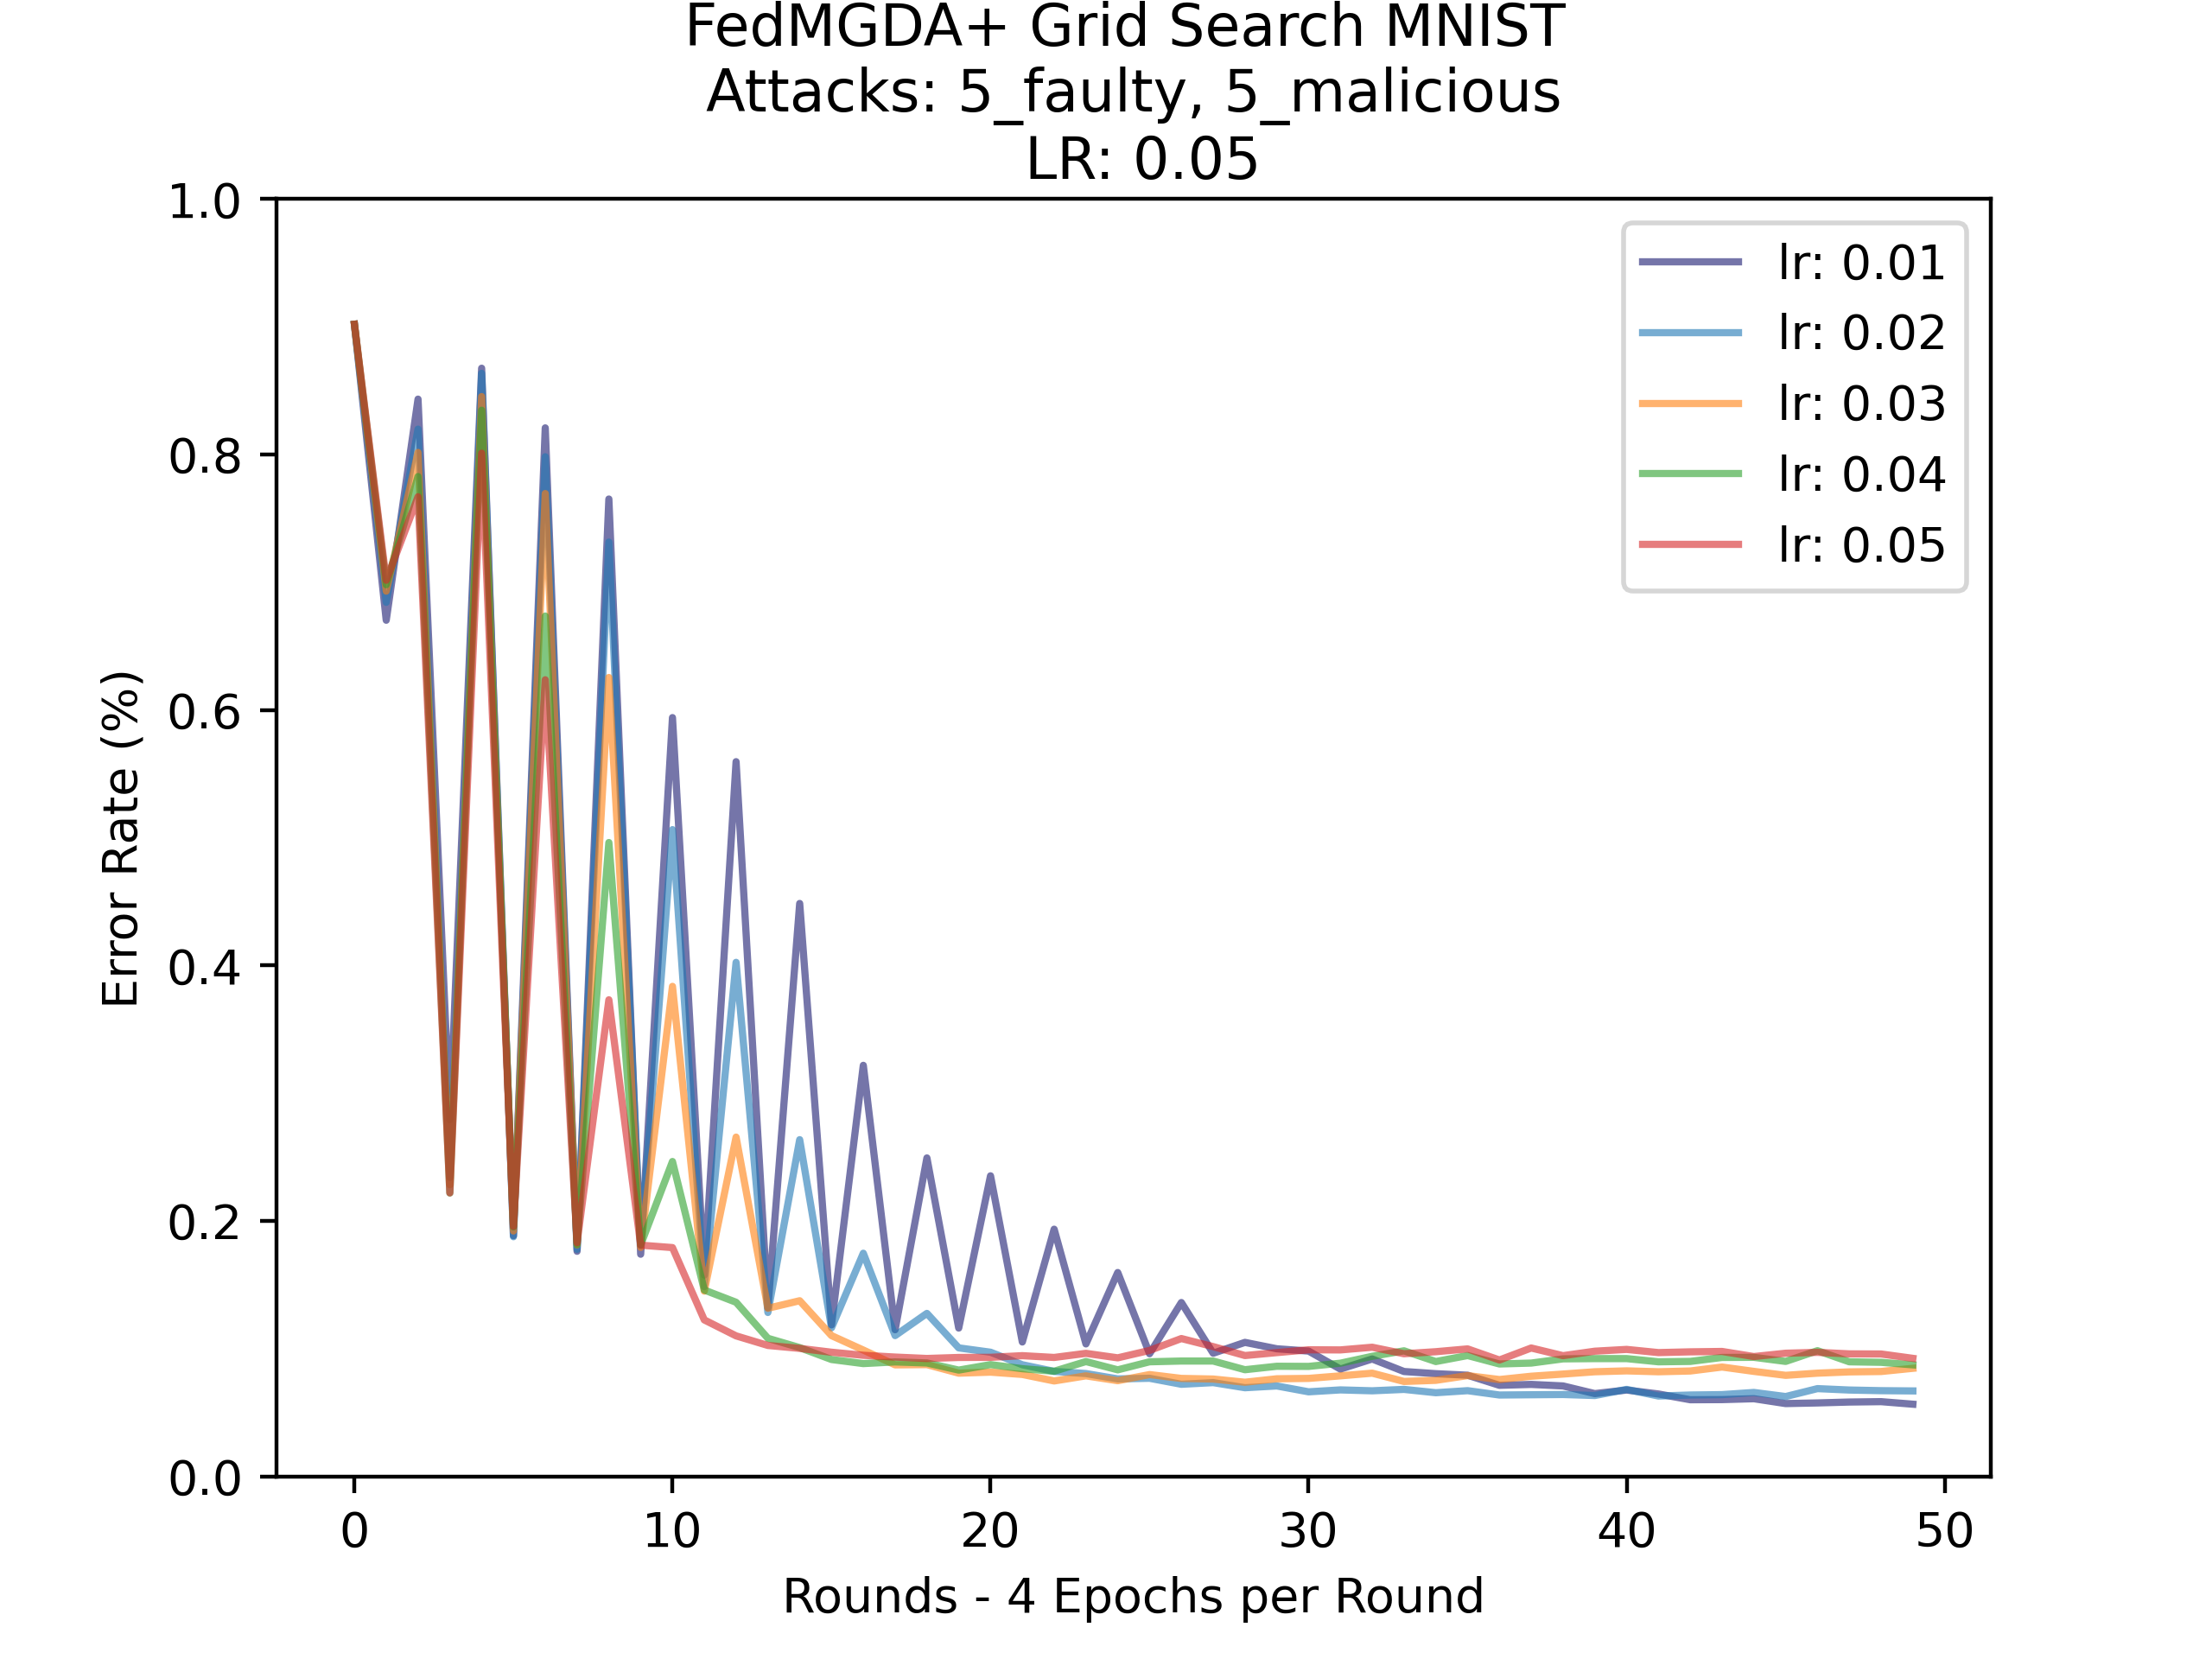 FedMGDA+ Grid Search MNIST
Attacks: 5_faulty, 5_malicious
LR: 0.05
1.0
0.8
0.6
0.4
0.2
0.0
Error Rate (%)
lr: 0.01
lr: 0.02
lr: 0.03
lr: 0.04
lr: 0.05
0 10 20 30 40 50
Rounds - 4 Epochs per Round